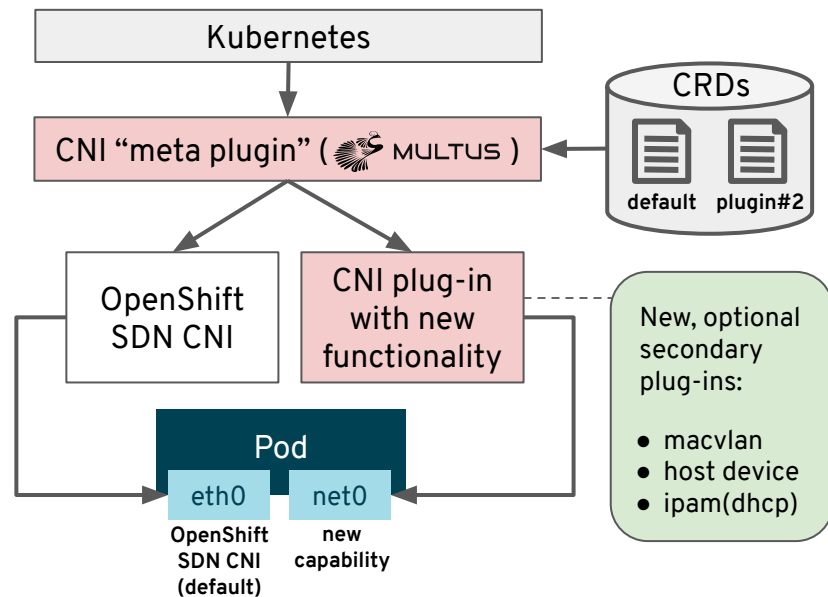 Kubernetes
CNI “meta plugin” ( MULTUS )
CRDs
default
plugin#2
OpenShift
SDN CNI
CNI plug-in
with new
functionality
New, optional
secondary
plug-ins:
● macvlan
● host device
● ipam(dhcp)
Pod
eth0
net0
OpenShift
SDN CNI
(default)
new
capability